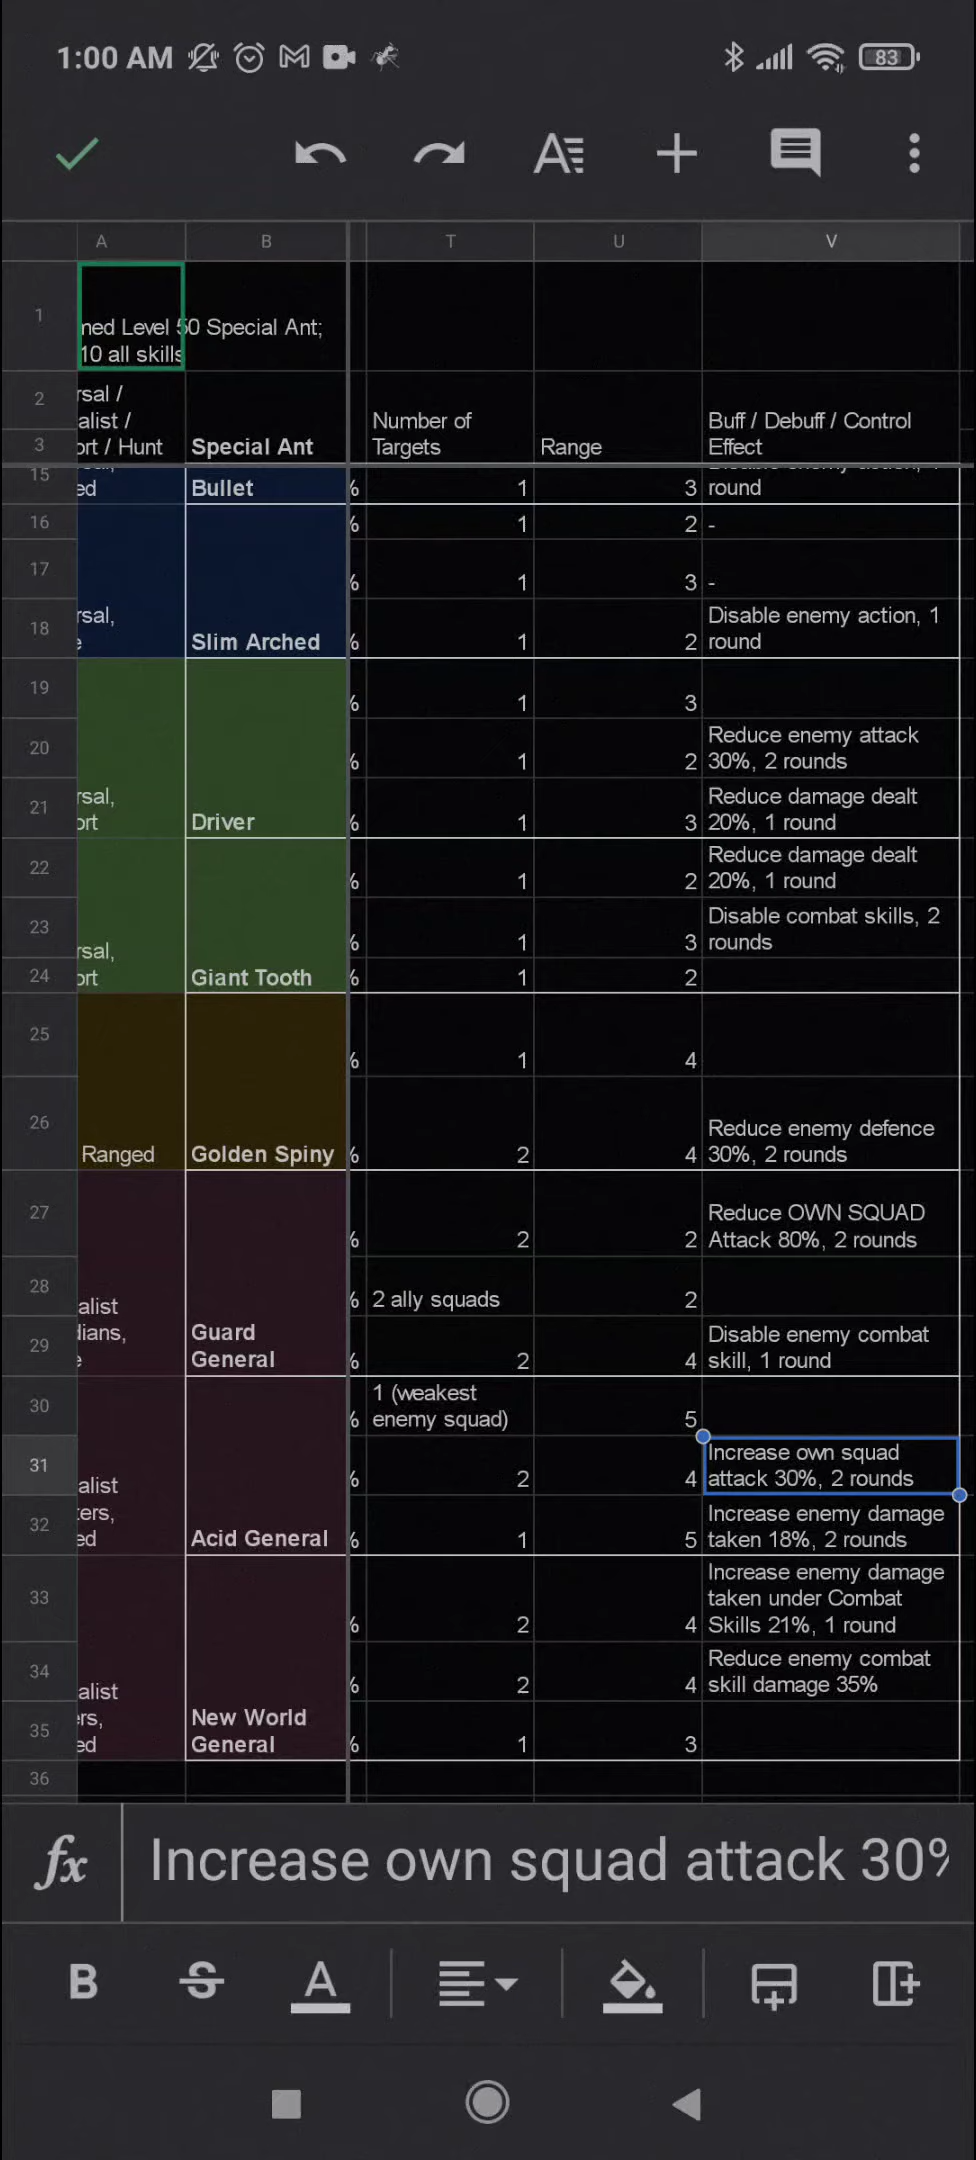 1:00 AM 83
A B T U V
1
med Level 50 Special Ant;
10 all skills
2
rsal /
alist /
3 ort / Hunt
Special Ant
Number of
Targets
Range
Buff / Debuff / Control
Effect
15
ed Bullet % 1 3 round
16 % 1 2 -
17 % 1 3 -
18 rsal,
Slim Arched % 1 2 Disable enemy action, 1
round
19 % 1 3
20 % 1 2 Reduce enemy attack
30%, 2 rounds
21 rsal,
ort Driver % 1 3 Reduce damage dealt
20%, 1 round
22 % 1 2 Reduce damage dealt
20%, 1 round
23 % 1 3 Disable combat skills, 2
rounds
rsal,
24 ort Giant Tooth % 1 2
25 % 1 4
26 Ranged Golden Spiny % 2 4 Reduce enemy defence
30%, 2 rounds
27 % 2 2 Reduce OWN SQUAD
Attack 80%, 2 rounds
28 % 2 ally squads 2
alist
dians,
29 Guard
General % 2 4 Disable enemy combat
skill, 1 round
30 % 1 (weakest
enemy squad) 5
31 % 2 4 Increase own squad
attack 30%, 2 rounds
alist
ters,
32 ed Acid General % 1 5 Increase enemy damage
taken 18%, 2 rounds
33 % 2 4 Increase enemy damage
taken under Combat
Skills 21%, 1 round
34 % 2 4 Reduce enemy combat
skill damage 35%
alist
ers,
35 ed New World
General % 1 3
36
fx Increase own squad attack 30%
B S A